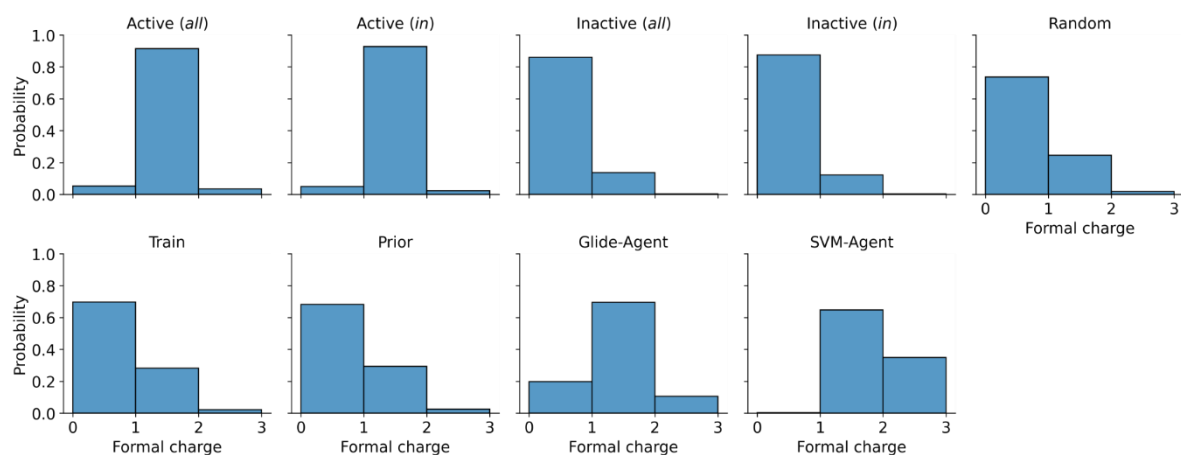 Active (all) Active (in) Inactive (all) Inactive (in) Random
1.0
0.8
0.6
0.4
0.2
0.0
Probability
0 1 2 3
Formal charge
Train Prior Glide-Agent SVM-Agent
1.0
0.8
0.6
0.4
0.2
0.0
Probability
0 1 2 3 0 1 2 3 0 1 2 3 0 1 2 3
Formal charge Formal charge Formal charge Formal charge